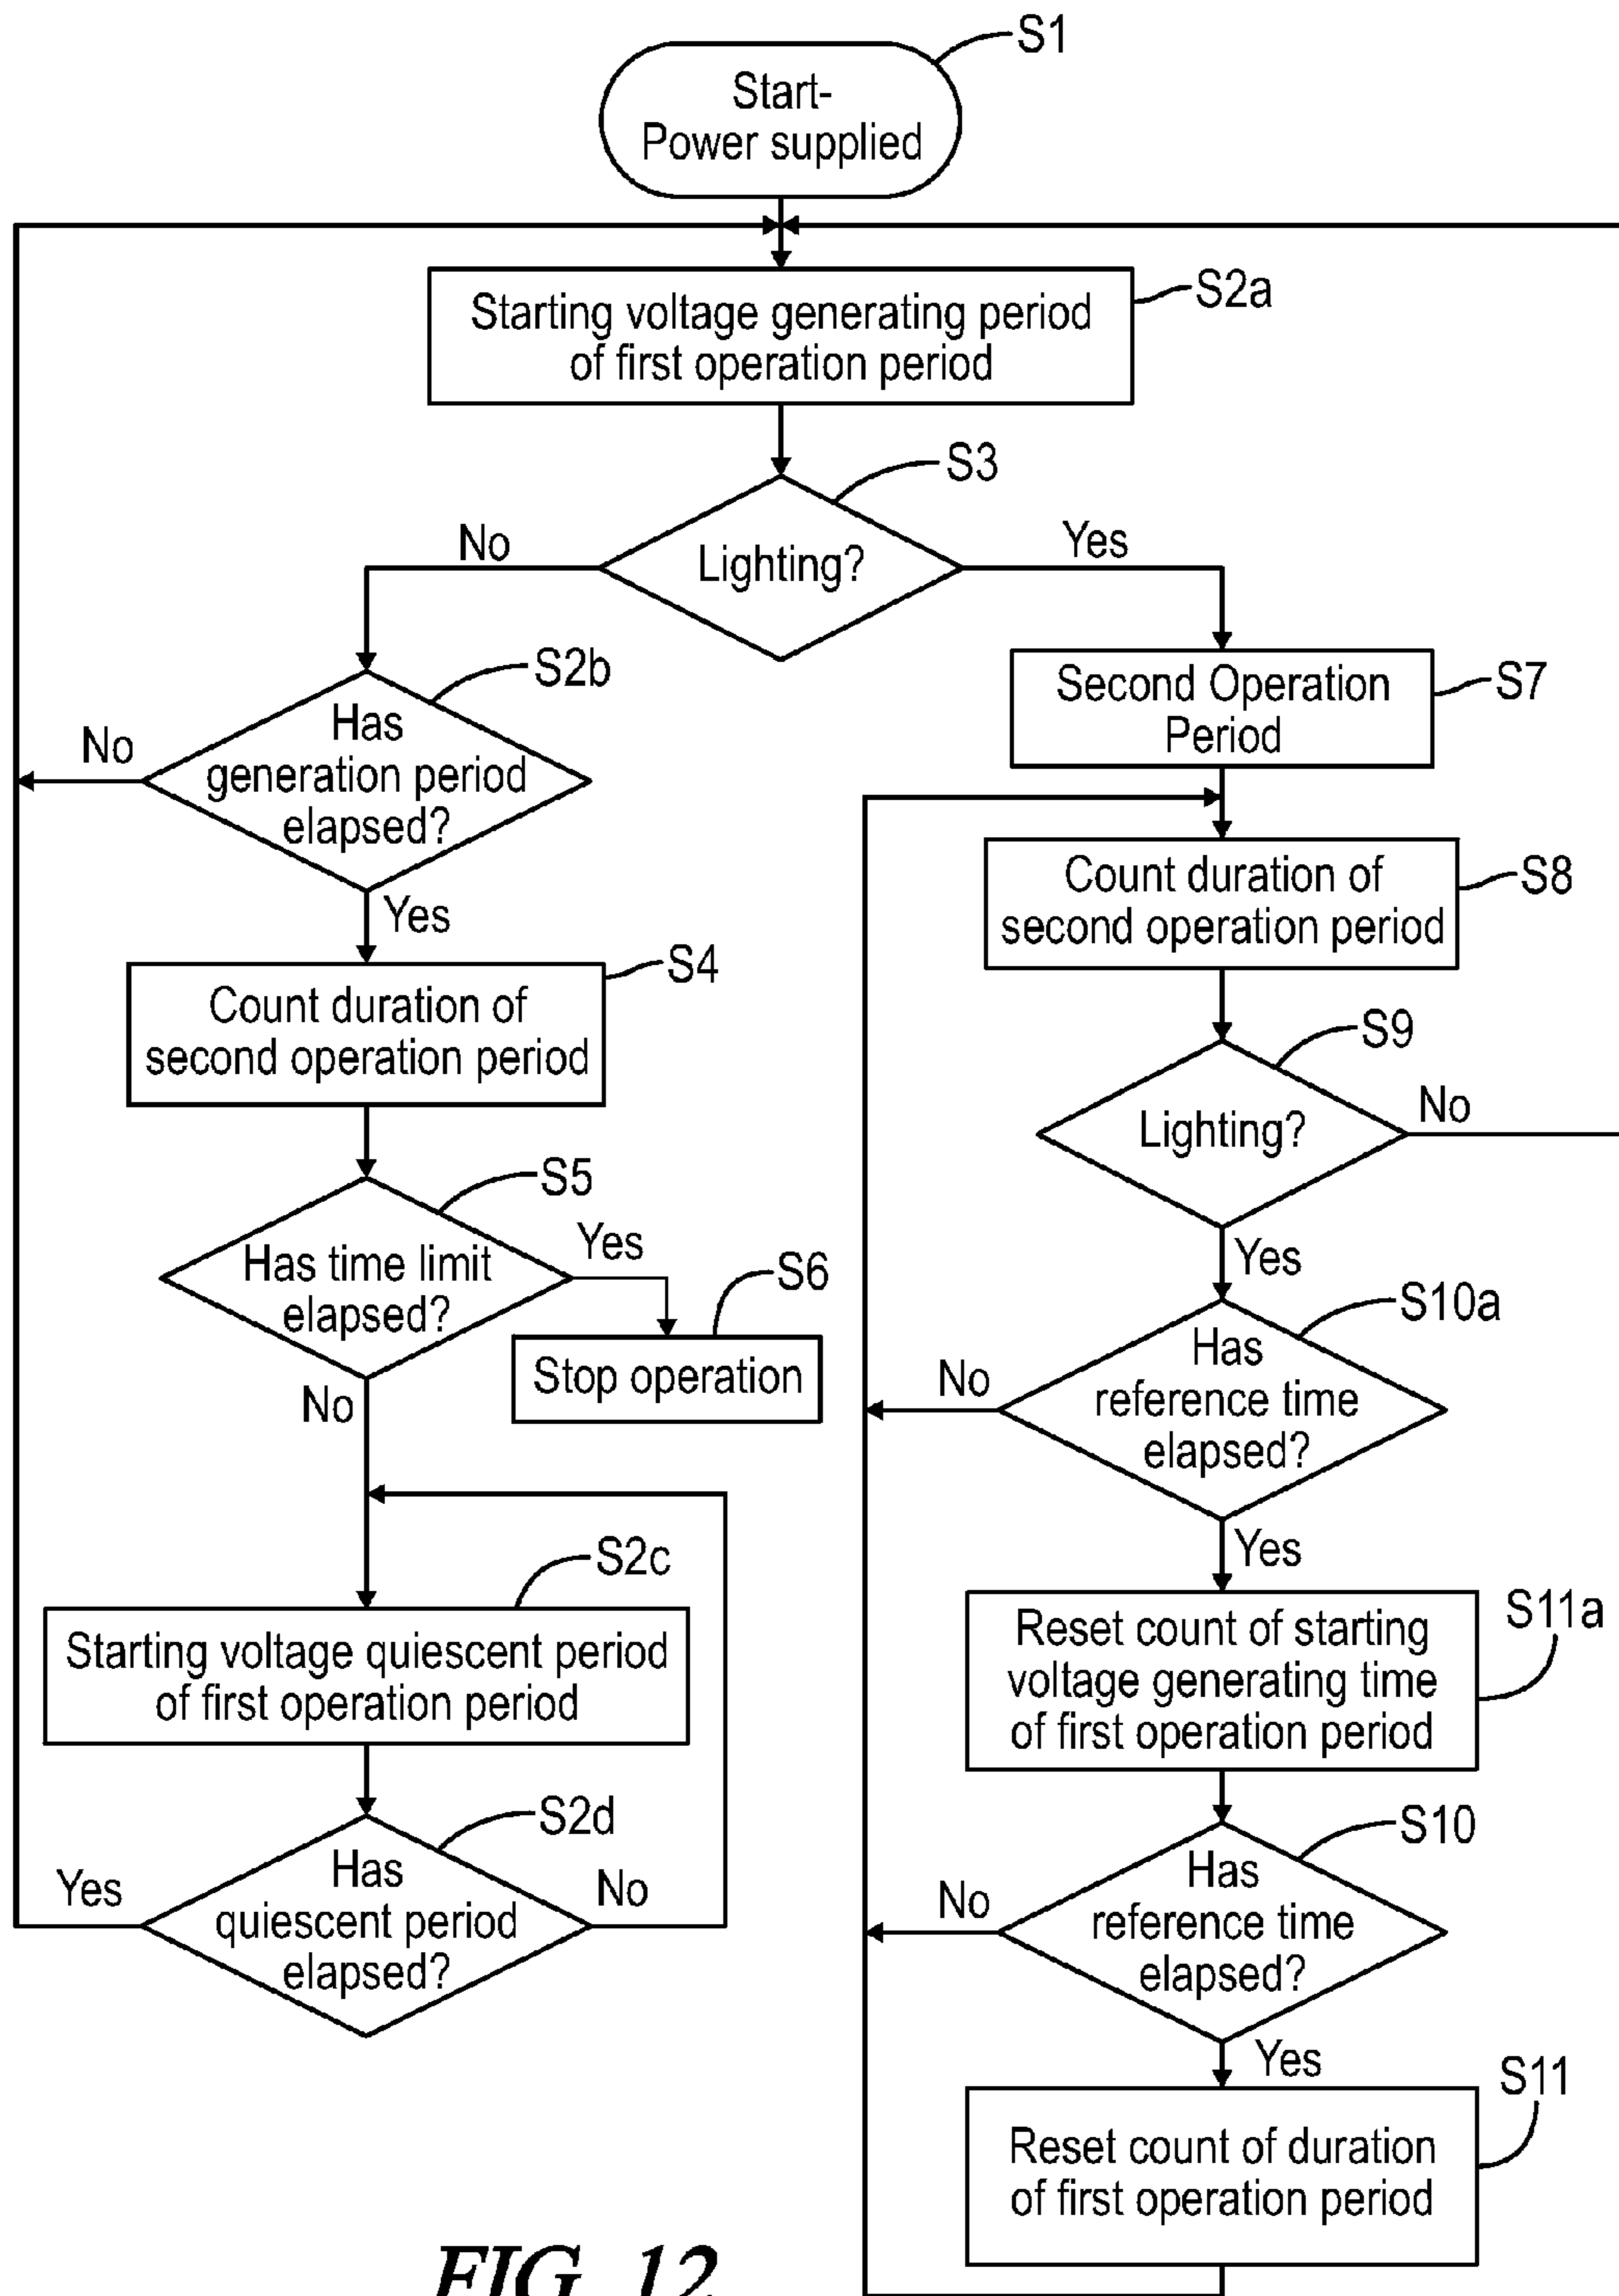 S1
Start-
Power supplied
S2a
Starting voltage generating period
of first operation period
S3
Lighting?
No
Yes
S2b
Has
generation period
elapsed?
No
Yes
S7
Second Operation
Period
S8
Count duration of
second operation period
S4
Count duration of
second operation period
S9
Lighting?
No
Yes
S5
Has time limit
elapsed?
Yes
No
S6
Stop operation
S10a
Has
reference time
elapsed?
No
Yes
S2c
Starting voltage quiescent period
of first operation period
S11a
Reset count of starting
voltage generating time
of first operation period
S2d
Has
quiescent period
elapsed?
Yes
No
S10
Has
reference time
elapsed?
No
Yes
S11
Reset count of duration
of first operation period
FIG. 12